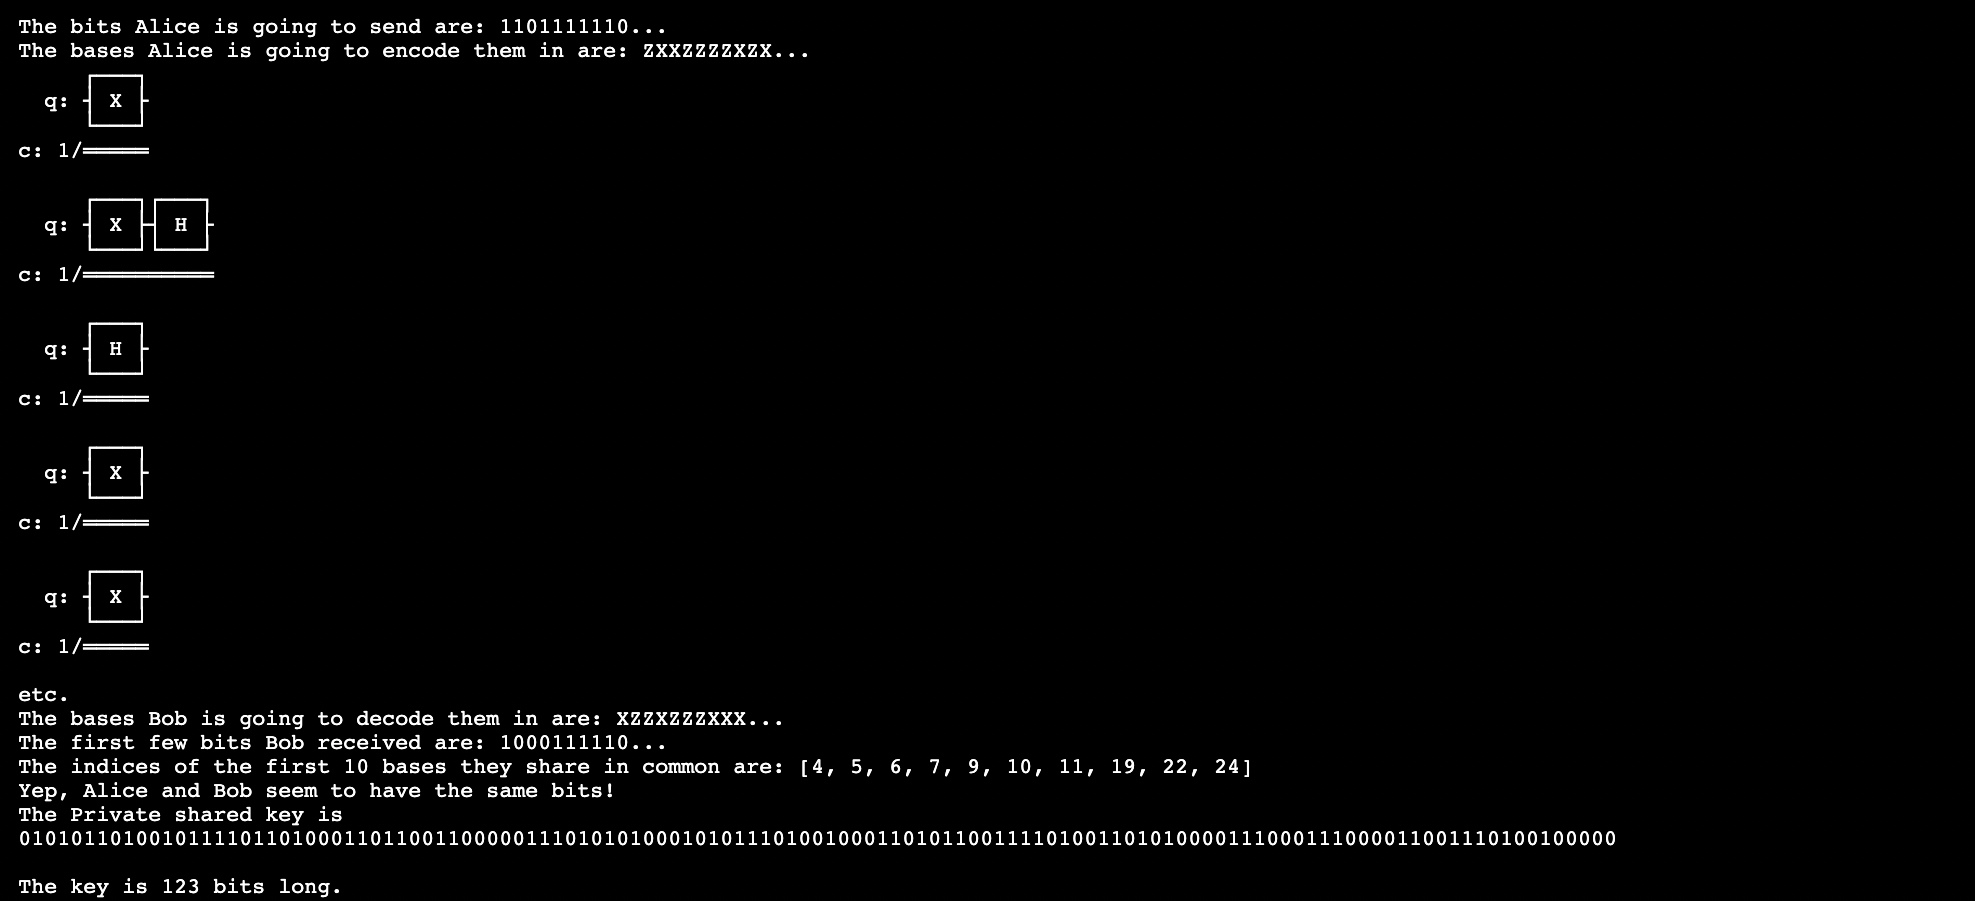 The bits Alice is going to send are: 1101111110...
The bases Alice is going to encode them in are: ZXXZZZZXZX...
q: ┤ X ├
c: 1/═════
q: ┤ X ├┤ H ├
c: 1/══════════
q: ┤ H ├
c: 1/═════
q: ┤ X ├
c: 1/═════
q: ┤ X ├
c: 1/═════
etc.
The bases Bob is going to decode them in are: XZZXZZZXXX...
The first few bits Bob received are: 1000111110...
The indices of the first 10 bases they share in common are: [4, 5, 6, 7, 9, 10, 11, 19, 22, 24]
Yep, Alice and Bob seem to have the same bits!
The Private shared key is
010101101001011110110100011011001100000111010101000101011101001000110101100111101001101010000111000111000011001110100100000
The key is 123 bits long.